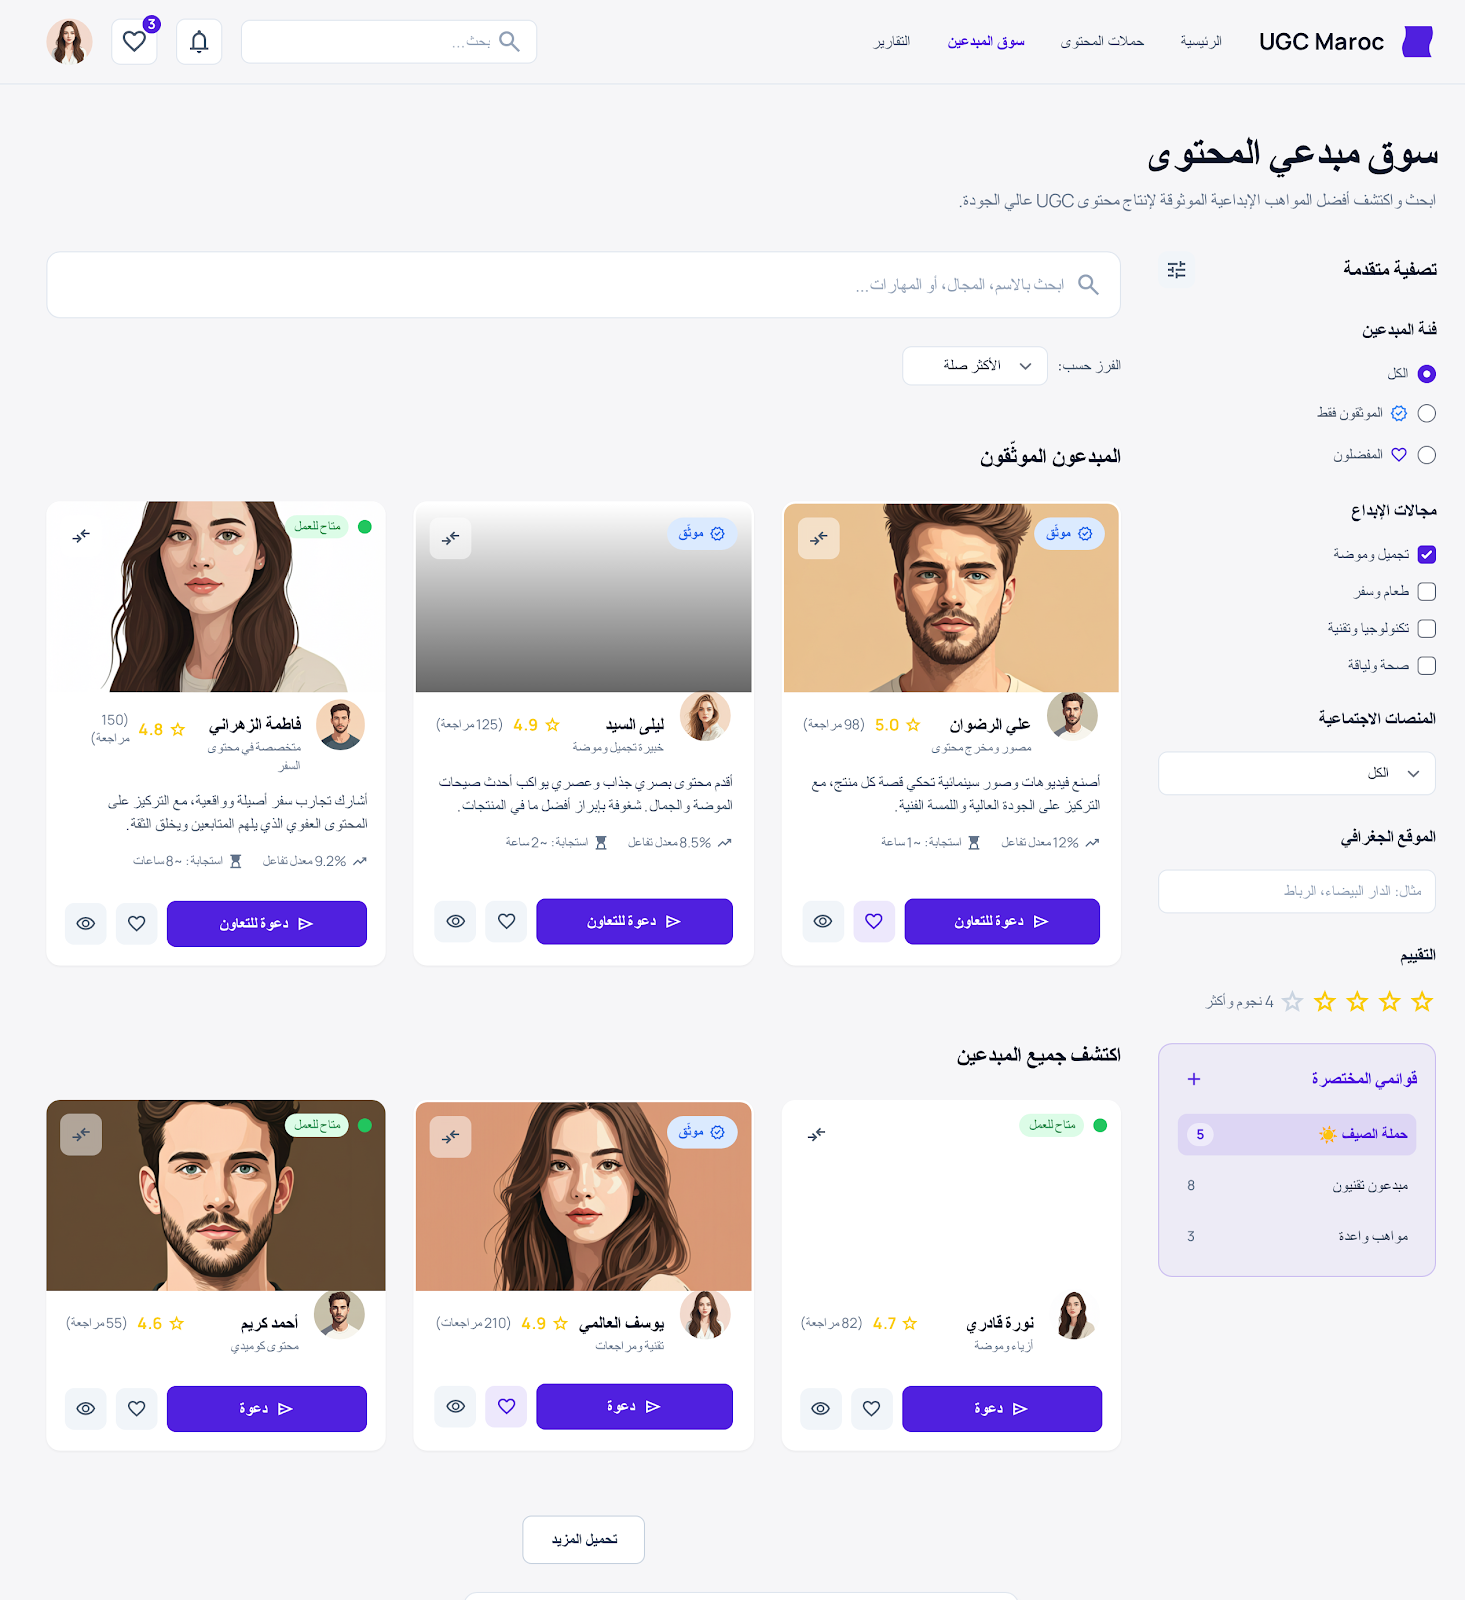 UGC Maroc
الرئيسية
حملات المحتوى
سوق المبدعين
التقارير
بحث...
3
سوق مبدعي المحتوى
ابحث واكتشف أفضل المواهب الإبداعية الموثوقة لإنتاج محتوى UGC عالي الجودة.
تصفية متقدمة
فئة المبدعين
الكل
الموثقون فقط
المفضلون
مجالات الإبداع
تجميل وموضة
طعام وسفر
تكنولوجيا وتقنية
صحة ولياقة
المنصات الاجتماعية
الكل
الموقع الجغرافي
مثال: الدار البيضاء، الرباط
التقييم
4 نجوم وأكثر
قوائمي المختصرة
+
حملة الصيف ☀️ 5
مبدعون تقنيون 8
مواهب واعدة 3
ابحث بالاسم، المجال، أو المهارات...
الفرز حسب:
الأكثر صلة
المبدعون الموثّقون
موثّق
علي الرضوان
5.0 (98 مراجعة)
مصور ومخرج محتوى
أصنع فيديوهات وصور سينمائية تحكي قصة كل منتج، مع
التركيز على الجودة العالية واللمسة الفنية.
12% معدل تفاعل
استجابة: ~1 ساعة
دعوة للتعاون
موثّق
ليلى السيد
4.9 (125 مراجعة)
خبيرة تجميل وموضة
أقدم محتوى بصري جذاب وعصري يواكب أحدث صيحات
الموضة والجمال. شغوفة بإبراز أفضل ما في المنتجات.
8.5% معدل تفاعل
استجابة: ~2 ساعة
دعوة للتعاون
متاح للعمل
فاطمة الزهراني
4.8 (150
مراجعة)
متخصصة في محتوى
السفر
أشارك تجارب سفر أصيلة وواقعية، مع التركيز على
المحتوى العفوي الذي يلهم المتابعين ويخلق الثقة.
9.2% معدل تفاعل
استجابة: ~8 ساعات
دعوة للتعاون
اكتشف جميع المبدعين
متاح للعمل
نورة قادري
4.7 (82 مراجعة)
أزياء وموضة
دعوة
موثّق
يوسف العالمي
4.9 (210 مراجعات)
تقنية ومراجعات
دعوة
متاح للعمل
أحمد كريم
4.6 (55 مراجعة)
محتوى كوميدي
دعوة
تحميل المزيد